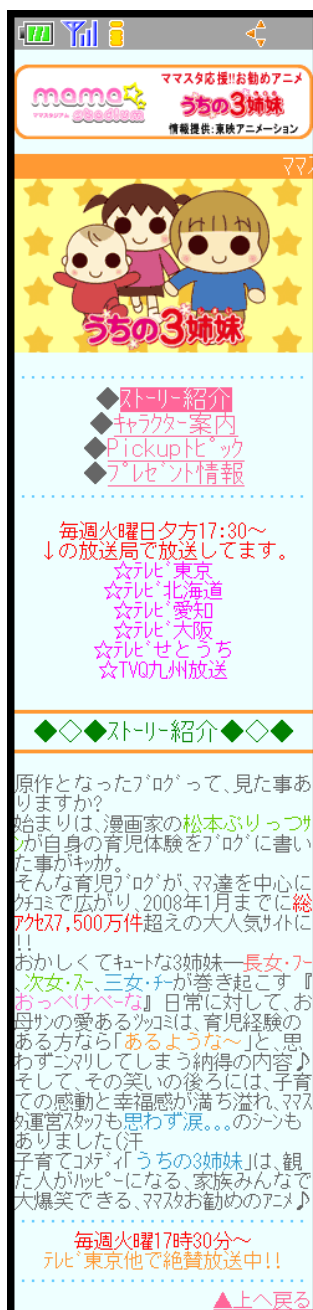 ママスタ応援!!お勧めアニメ
mama stadium
ママスタジアム
うちの3姉妹
情報提供:東映アニメーション
ママス
うちの3姉妹
◆ストーリー紹介
◆キャラクター案内
◆Pickupトピック
◆プレゼント情報
毎週火曜日夕方17:30～
↓の放送局で放送してます。
☆テレビ東京
☆テレビ北海道
☆テレビ愛知
☆テレビ大阪
☆テレビせとうち
☆TVQ九州放送
◆◇◆ストーリー紹介◆◇◆
原作となったブログって、見た事あ
りますか?
始まりは、漫画家の松本ぷりっつサ
ンが自身の育児体験をブログに書い
た事がキッカケ。
そんな育児ブログが、ママ達を中心に
クチコミで広がり、2008年1月までに総
アクセス7,500万件超えの大人気サイトに
!!
おかしくてキュートな3姉妹―長女・フー
、次女・スー、三女・チーが巻き起こす『
おっぺけぺーな』日常に対して、お
母サンの愛あるツッコミは、育児経験の
ある方なら「あるような～」と、思
わずニンマリしてしまう納得の内容♪
そして、その笑いの後ろには、子育
ての感動と幸福感が満ち溢れ、ママス
タ運営スタッフも思わず涙。。。のシーンも
ありました(汗
子育てコメディ「うちの3姉妹」は、観
た人がハッピーになる、家族みんなで
大爆笑できる、ママスタお勧めのアニメ♪
毎週火曜17時30分～
テレビ東京他で絶賛放送中!!
▲上へ戻る